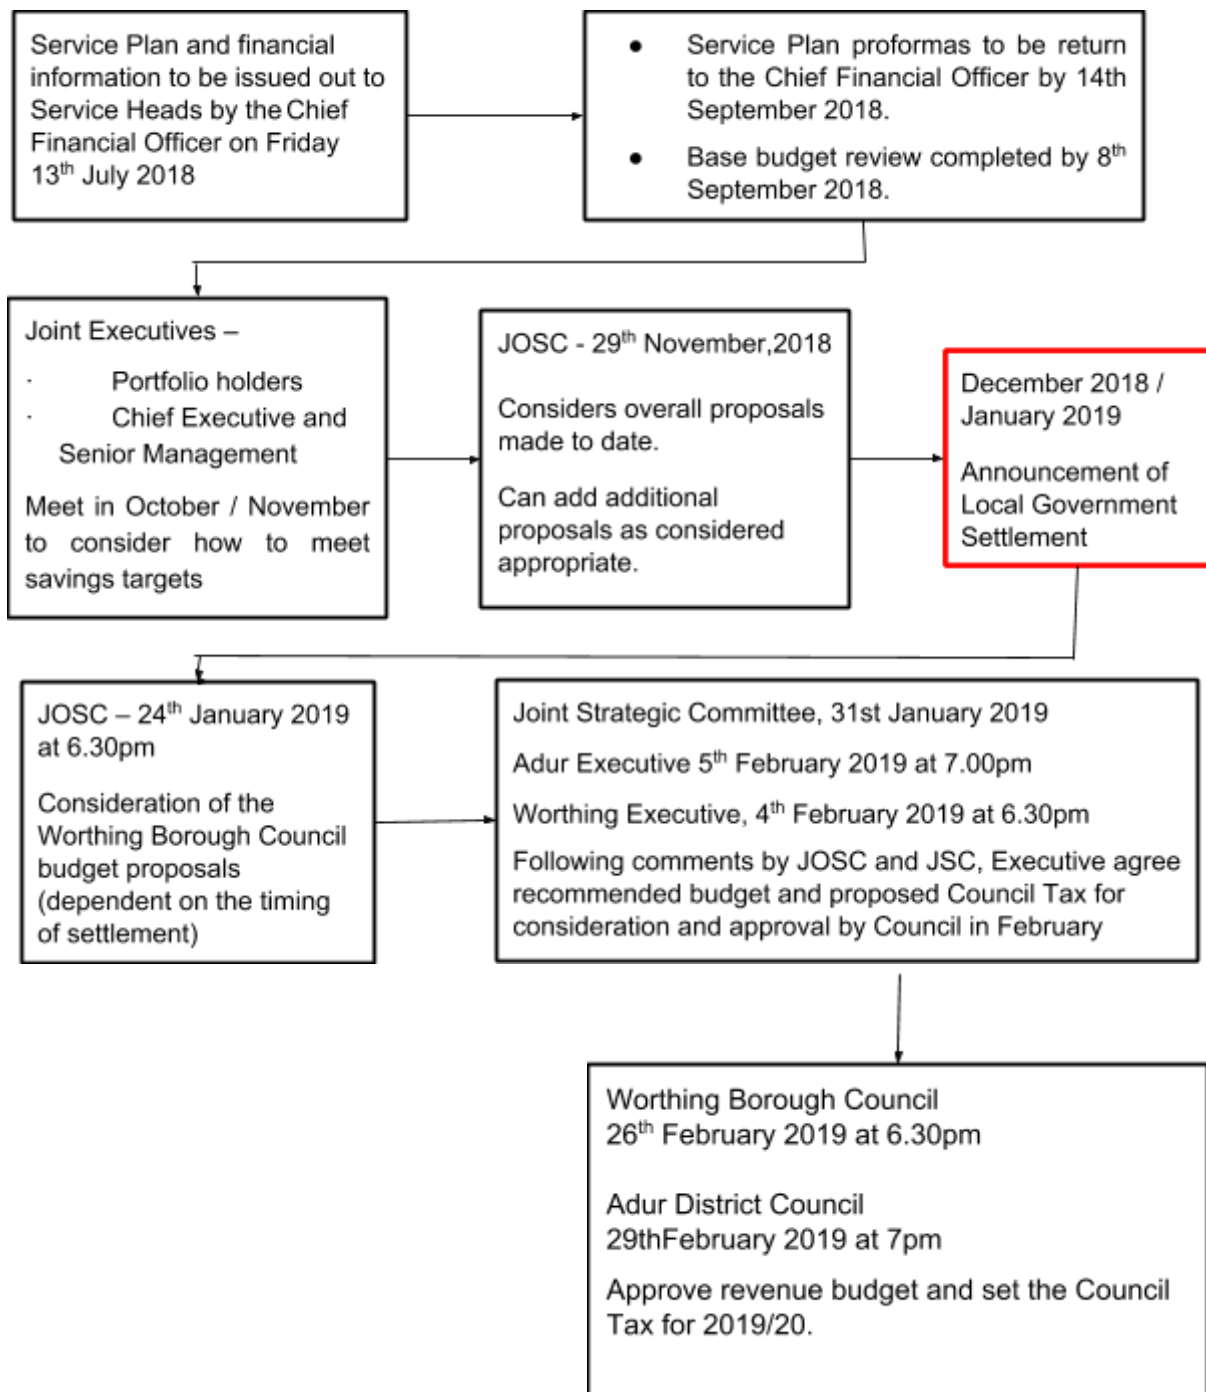 Service Plan and financial
information to be issued out to
Service Heads by the Chief
Financial Officer on Friday
13th July 2018
● Service Plan proformas to be return
to the Chief Financial Officer by 14th
September 2018.
● Base budget review completed by 8th
September 2018.
Joint Executives –
· Portfolio holders
· Chief Executive and
Senior Management
Meet in October / November
to consider how to meet
savings targets
JOSC - 29th November,2018
Considers overall proposals
made to date.
Can add additional
proposals as considered
appropriate.
December 2018 /
January 2019
Announcement of
Local Government
Settlement
JOSC – 24th January 2019
at 6.30pm
Consideration of the
Worthing Borough Council
budget proposals
(dependent on the timing
of settlement)
Joint Strategic Committee, 31st January 2019
Adur Executive 5th February 2019 at 7.00pm
Worthing Executive, 4th February 2019 at 6.30pm
Following comments by JOSC and JSC, Executive agree
recommended budget and proposed Council Tax for
consideration and approval by Council in February
Worthing Borough Council
26th February 2019 at 6.30pm
Adur District Council
29thFebruary 2019 at 7pm
Approve revenue budget and set the Council
Tax for 2019/20.